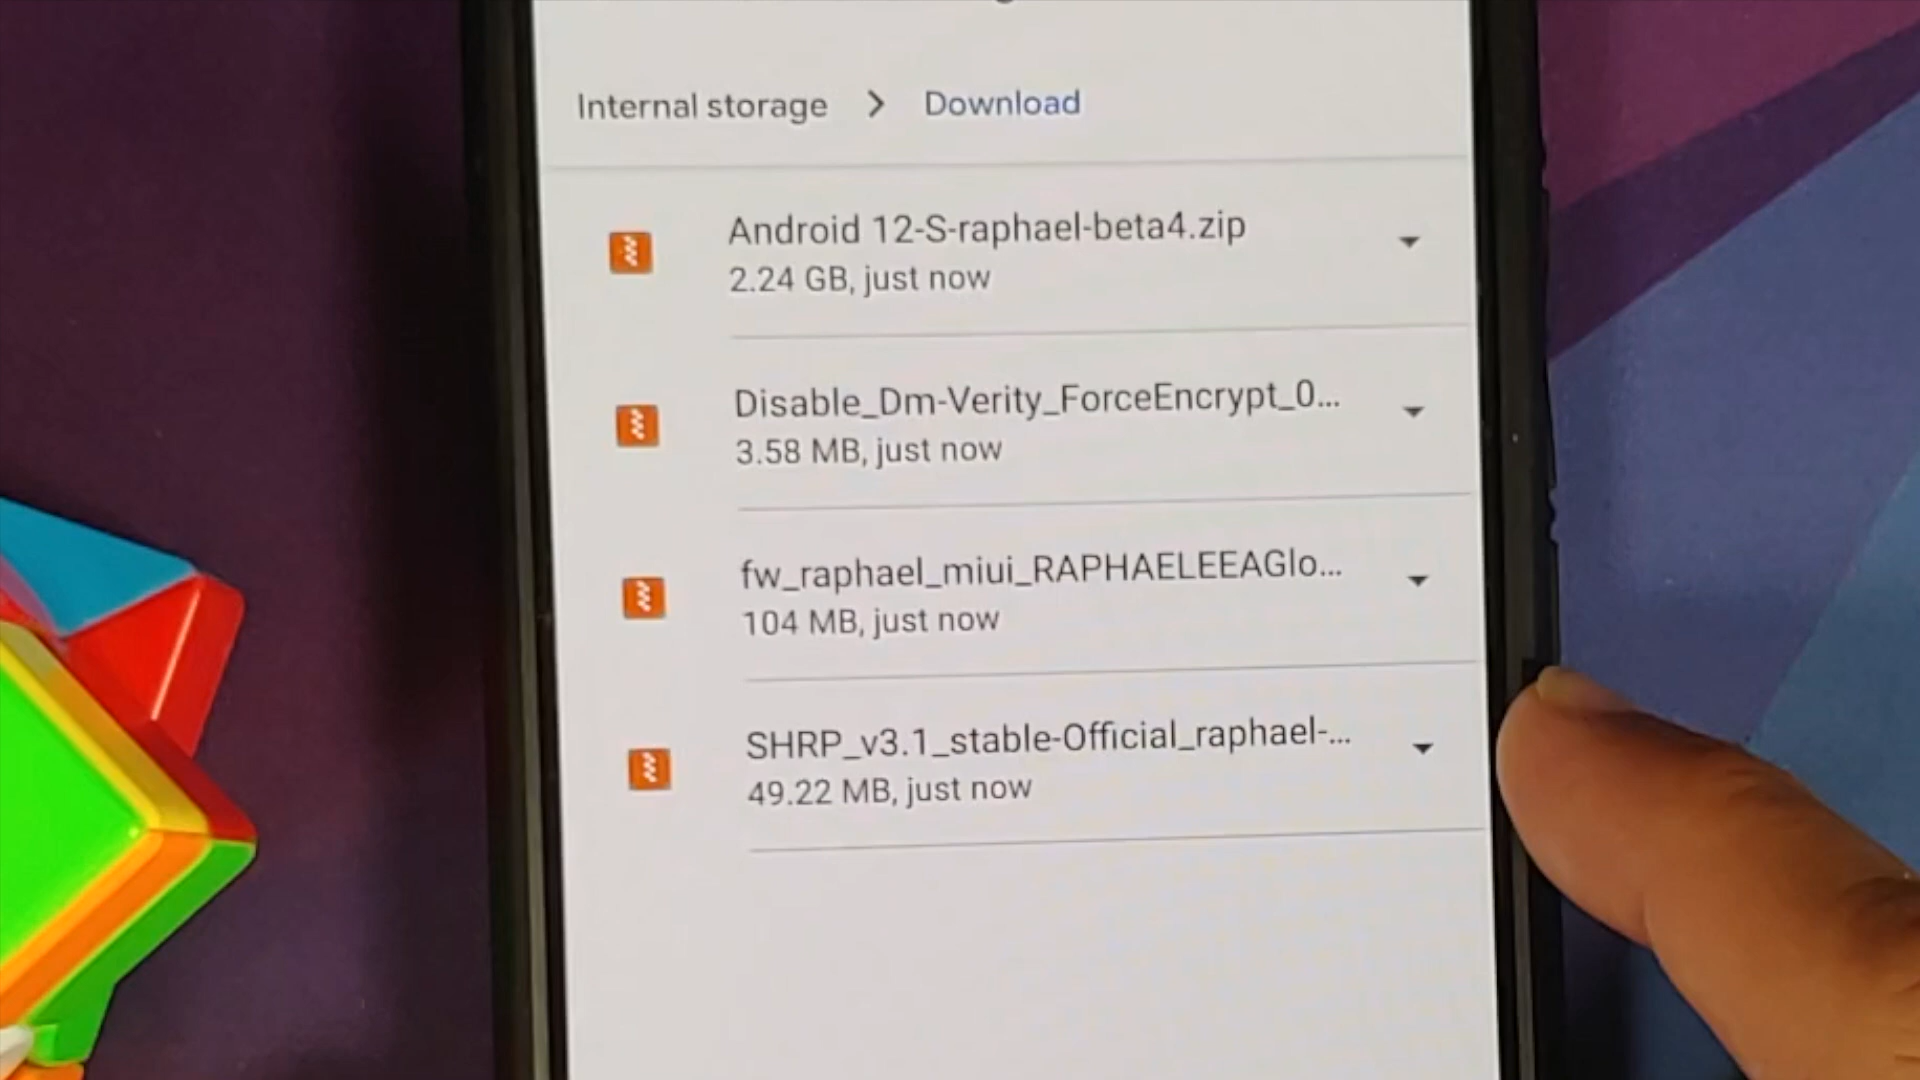 Internal storage > Download
Android 12-S-raphael-beta4.zip
2.24 GB, just now
Disable_Dm-Verity_ForceEncrypt_0...
3.58 MB, just now
fw_raphael_miui_RAPHAELEEAGlo...
104 MB, just now
SHRP_v3.1_stable-Official_raphael-...
49.22 MB, just now